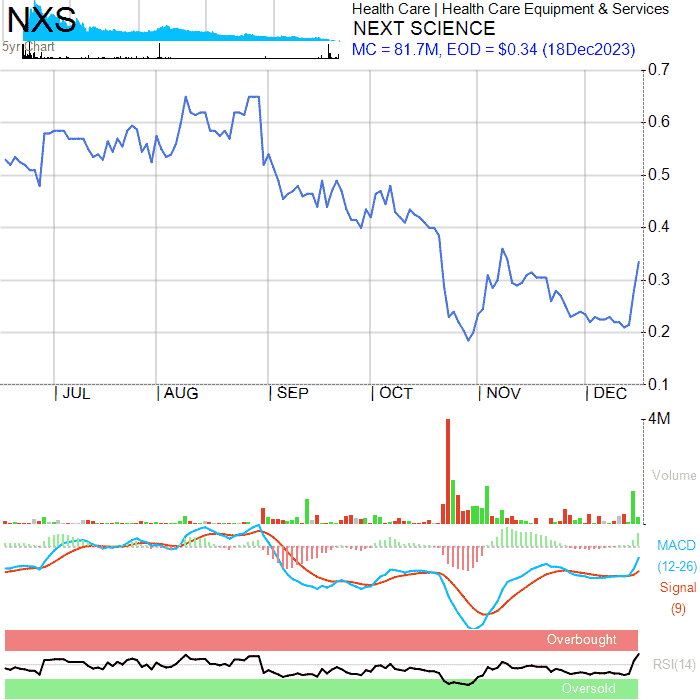 NXS
5yr Chart
Health Care | Health Care Equipment & Services
NEXT SCIENCE
MC = 81.7M, EOD = $0.34 (18Dec2023)
0.7
0.6
0.5
0.4
0.3
0.2
0.1
JUL
AUG
SEP
OCT
NOV
DEC
4M
Volume
MACD
(12-26)
Signal
(9)
Overbought
RSI(14)
Oversold